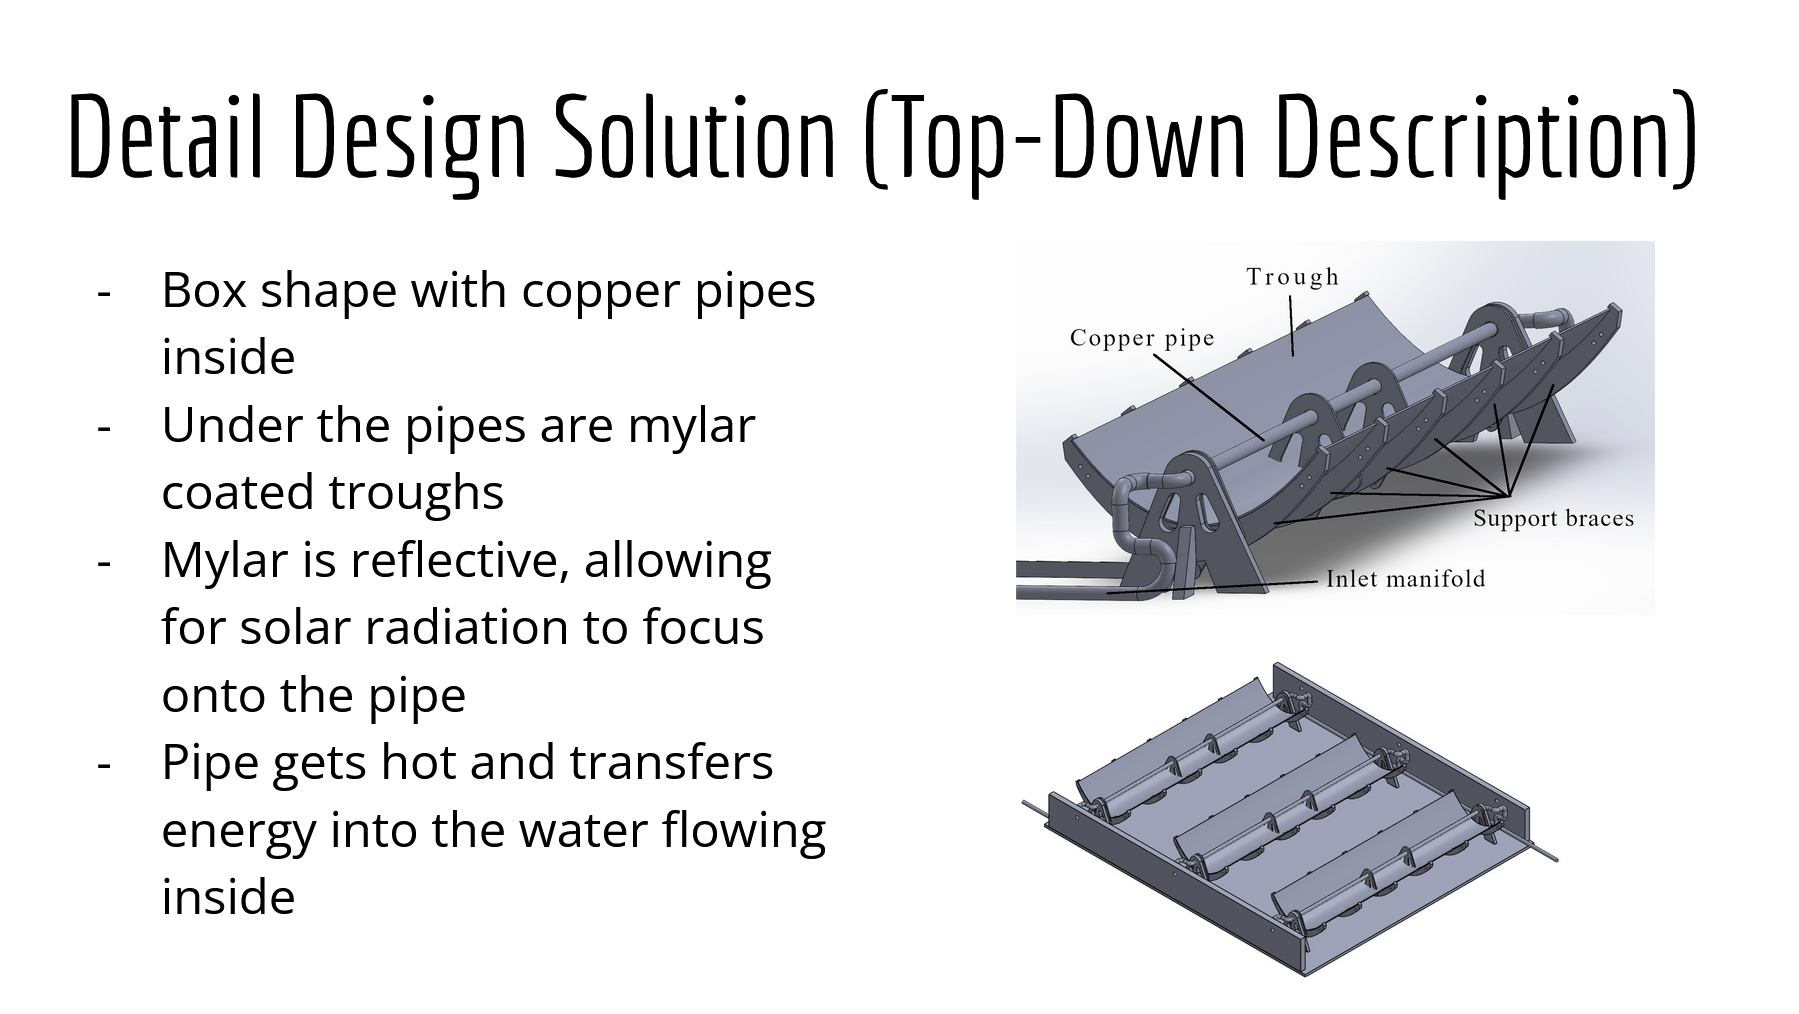 Detail Design Solution (Top-Down Description)
- Box shape with copper pipes
inside
- Under the pipes are mylar
coated troughs
- Mylar is reflective, allowing
for solar radiation to focus
onto the pipe
- Pipe gets hot and transfers
energy into the water flowing
inside
Trough
Copper pipe
Support braces
Inlet manifold